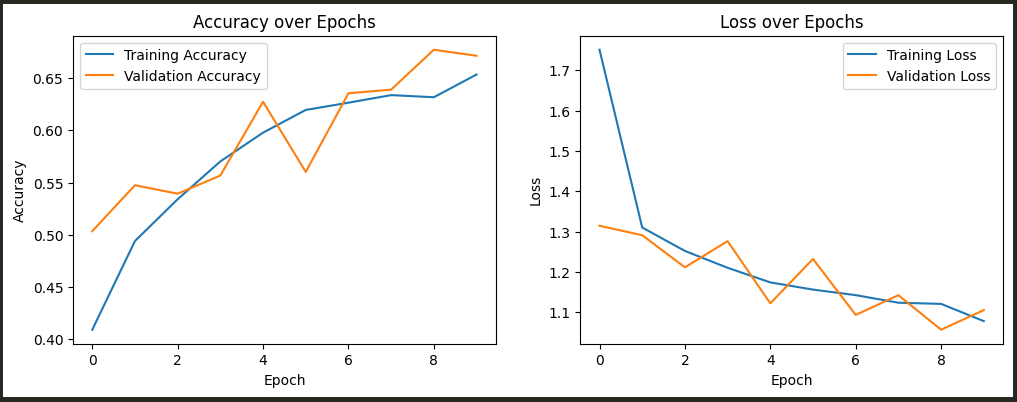 Accuracy over Epochs
Training Accuracy
Validation Accuracy
0.65
0.60
0.55
0.50
0.45
0.40
Accuracy
0 2 4 6 8
Epoch
Loss over Epochs
Training Loss
Validation Loss
1.7
1.6
1.5
1.4
1.3
1.2
1.1
Loss
0 2 4 6 8
Epoch